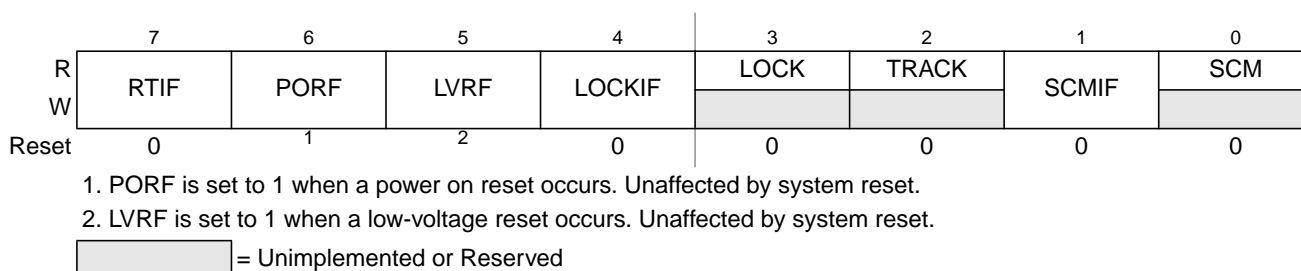 7 6 5 4 3 2 1 0
R RTIF PORF LVRF LOCKIF LOCK TRACK SCMIF SCM
W
Reset 0 1 2 0 0 0 0 0
1. PORF is set to 1 when a power on reset occurs. Unaffected by system reset.
2. LVRF is set to 1 when a low-voltage reset occurs. Unaffected by system reset.
= Unimplemented or Reserved